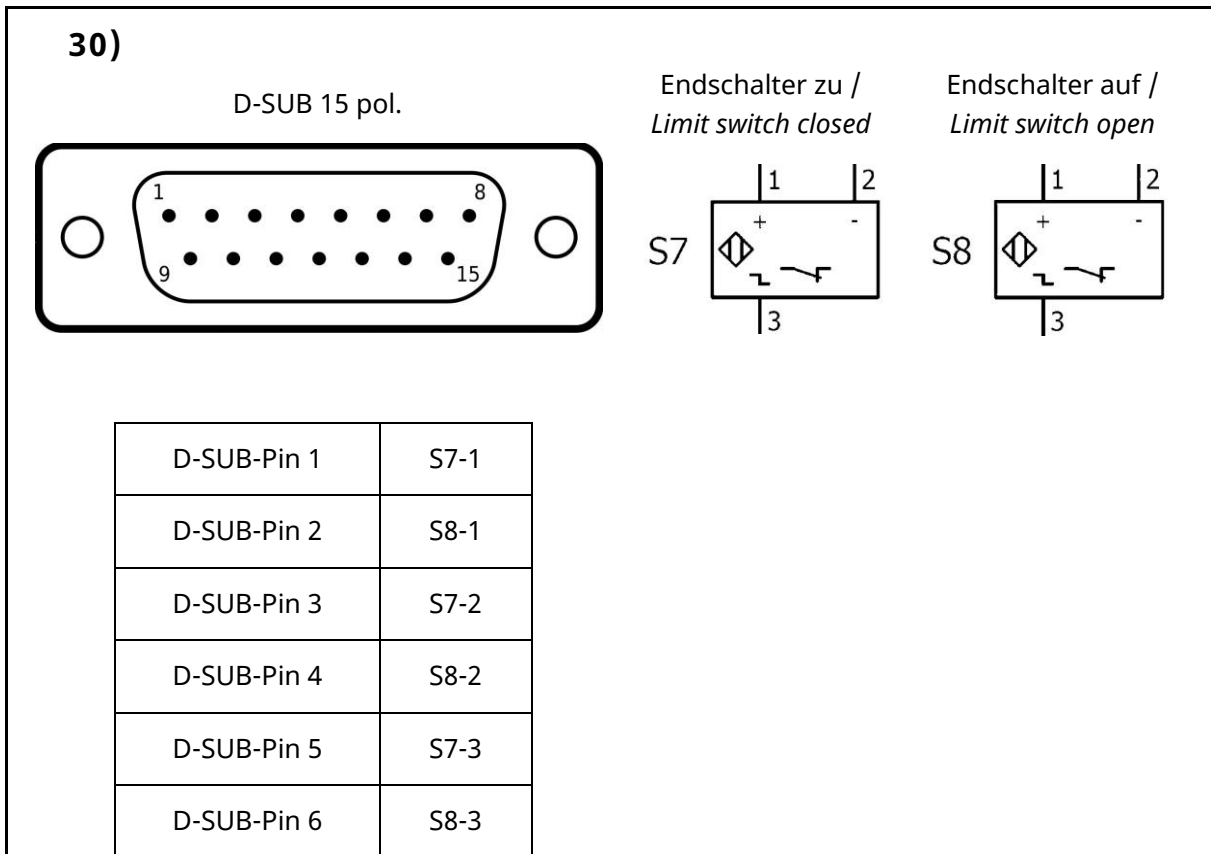 30)
D-SUB 15 pol.
1
8
9
15
Endschalter zu /
Limit switch closed
1
2
+
-
S7
3
Endschalter auf /
Limit switch open
1
2
+
-
S8
3
D-SUB-Pin 1 S7-1
D-SUB-Pin 2 S8-1
D-SUB-Pin 3 S7-2
D-SUB-Pin 4 S8-2
D-SUB-Pin 5 S7-3
D-SUB-Pin 6 S8-3